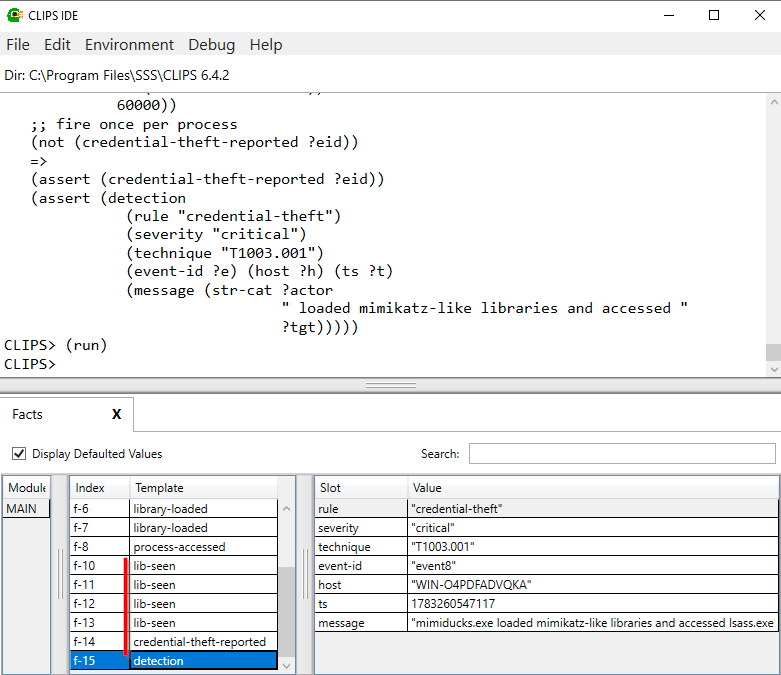 CLIPS IDE
File Edit Environment Debug Help
Dir: C:\Program Files\SSS\CLIPS 6.4.2
60000))
;; fire once per process
(not (credential-theft-reported ?eid))
=>
(assert (credential-theft-reported ?eid))
(assert (detection
(rule "credential-theft")
(severity "critical")
(technique "T1003.001")
(event-id ?e) (host ?h) (ts ?t)
(message (str-cat ?actor
" loaded mimikatz-like libraries and accessed "
?tgt)))))
CLIPS> (run)
CLIPS>
Facts X
Display Defaulted Values Search:
Module Index Template Slot Value
MAIN f-6 library-loaded rule "credential-theft"
f-7 library-loaded severity "critical"
f-8 process-accessed technique "T1003.001"
f-10 lib-seen event-id "event8"
f-11 lib-seen host "WIN-O4PDFADVQKA"
f-12 lib-seen ts 1783260547117
f-13 lib-seen message "mimiducks.exe loaded mimikatz-like libraries and accessed lsass.exe
f-14 credential-theft-reported
f-15 detection